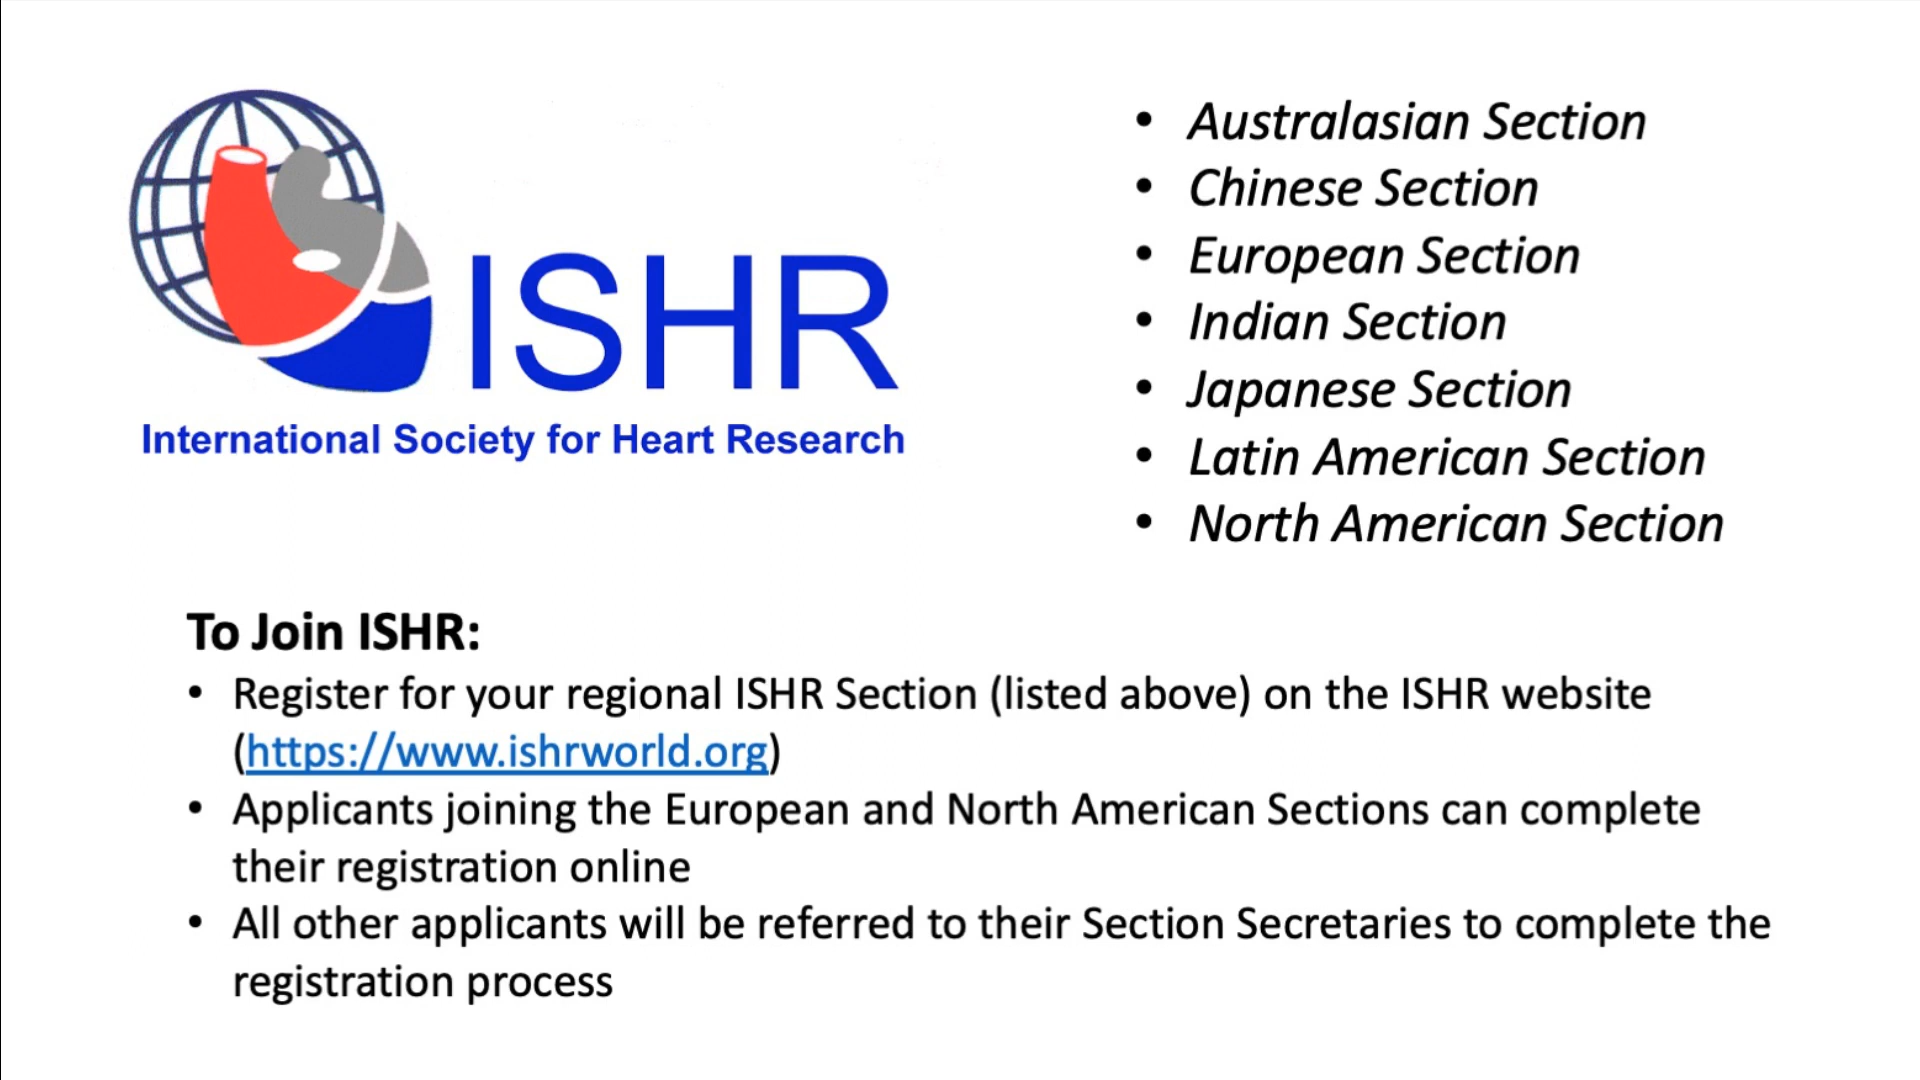 ISHR
International Society for Heart Research
• Australasian Section
• Chinese Section
• European Section
• Indian Section
• Japanese Section
• Latin American Section
• North American Section
To Join ISHR:
• Register for your regional ISHR Section (listed above) on the ISHR website
(https://www.ishrworld.org)
• Applicants joining the European and North American Sections can complete
their registration online
• All other applicants will be referred to their Section Secretaries to complete the
registration process